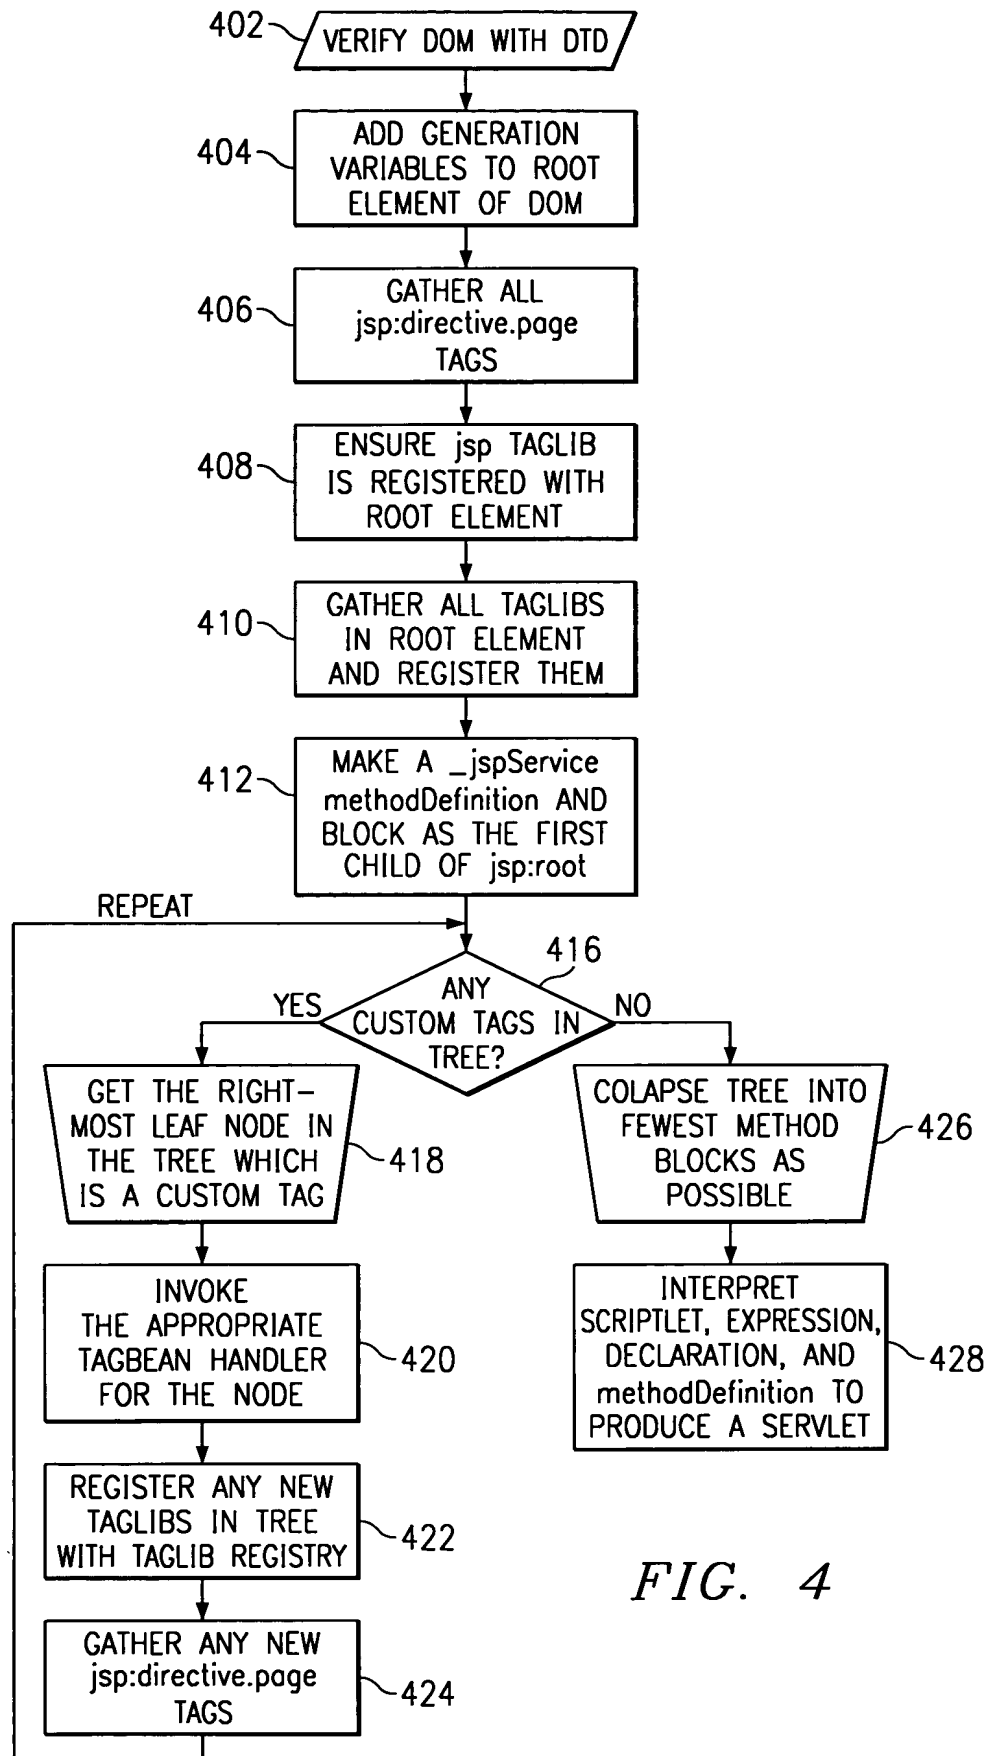 402
VERIFY DOM WITH DTD
404
ADD GENERATION
VARIABLES TO ROOT
ELEMENT OF DOM
406
GATHER ALL
jsp:directive.page
TAGS
408
ENSURE jsp TAGLIB
IS REGISTERED WITH
ROOT ELEMENT
410
GATHER ALL TAGLIBS
IN ROOT ELEMENT
AND REGISTER THEM
412
MAKE A _jspService
methodDefinition AND
BLOCK AS THE FIRST
CHILD OF jsp:root
REPEAT
416
ANY
CUSTOM TAGS IN
TREE?
YES
NO
GET THE RIGHT-
MOST LEAF NODE IN
THE TREE WHICH
IS A CUSTOM TAG
418
COLAPSE TREE INTO
FEWEST METHOD
BLOCKS AS
POSSIBLE
426
INVOKE
THE APPROPRIATE
TAGBEAN HANDLER
FOR THE NODE
420
INTERPRET
SCRIPTLET, EXPRESSION,
DECLARATION, AND
methodDefinition TO
PRODUCE A SERVLET
428
REGISTER ANY NEW
TAGLIBS IN TREE
WITH TAGLIB REGISTRY
422
GATHER ANY NEW
jsp:directive.page
TAGS
424
FIG. 4